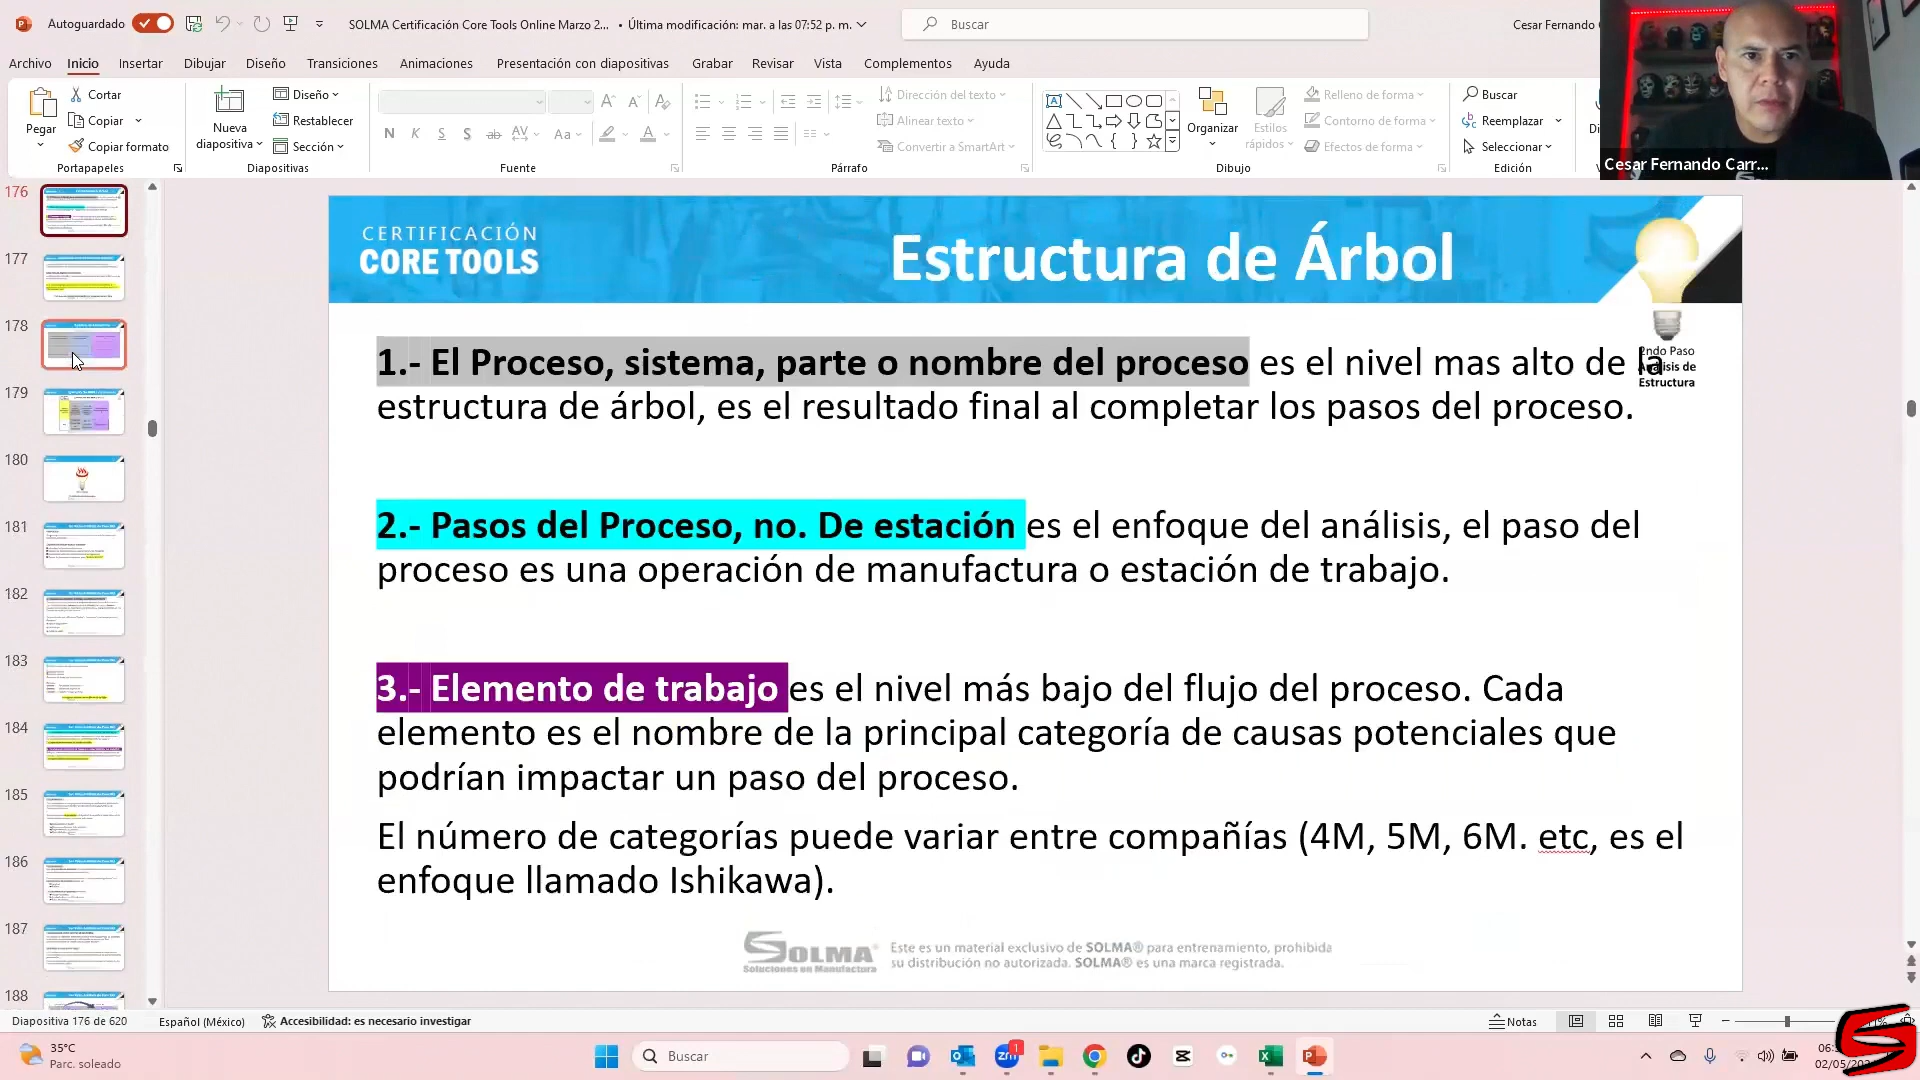 Autoguardado
SOLMA Certificación Core Tools Online Marzo 2... • Última modificación: mar. a las 07:52 p. m.
Buscar
Cesar Fernando
Archivo Inicio Insertar Dibujar Diseño Transiciones Animaciones Presentación con diapositivas Grabar Revisar Vista Complementos Ayuda
Pegar
Cortar
Copiar
Copiar formato
Portapapeles
Nueva
diapositiva
Diseño
Restablecer
Sección
Diapositivas
N K S S ab AV Aa A
Fuente
Dirección del texto
Alinear texto
Convertir a SmartArt
Párrafo
Organizar
Estilos
rápidos
Relleno de forma
Contorno de forma
Efectos de forma
Dibujo
Buscar
Reemplazar
Seleccionar
Edición
Cesar Fernando Carr...
176
177
178
179
180
181
182
183
184
185
186
187
188
CERTIFICACIÓN
CORE TOOLS
Estructura de Árbol
2ndo Paso
Análisis de
Estructura
1.- El Proceso, sistema, parte o nombre del proceso es el nivel mas alto de la
estructura de árbol, es el resultado final al completar los pasos del proceso.
2.- Pasos del Proceso, no. De estación es el enfoque del análisis, el paso del
proceso es una operación de manufactura o estación de trabajo.
3.- Elemento de trabajo es el nivel más bajo del flujo del proceso. Cada
elemento es el nombre de la principal categoría de causas potenciales que
podrían impactar un paso del proceso.
El número de categorías puede variar entre compañías (4M, 5M, 6M. etc, es el
enfoque llamado Ishikawa).
SOLMA
Soluciones en Manufactura
Este es un material exclusivo de SOLMA® para entrenamiento, prohibida
su distribución no autorizada. SOLMA® es una marca registrada.
Diapositiva 176 de 620 Español (México) Accesibilidad: es necesario investigar
Notas
35°C
Parc. soleado
Buscar